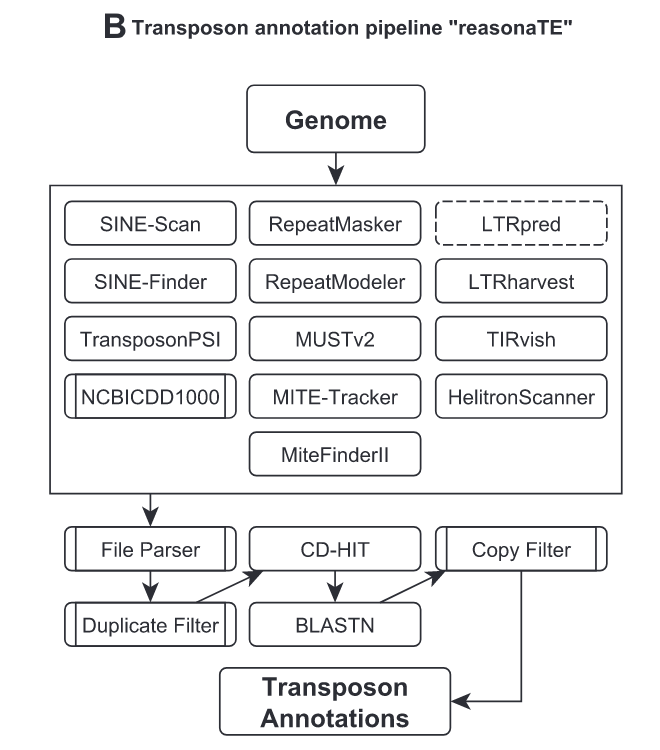 B Transposon annotation pipeline "reasonaTE"
Genome
SINE-Scan
RepeatMasker
LTRpred
SINE-Finder
RepeatModeler
LTRharvest
TransposonPSI
MUSTv2
TIRvish
NCBICDD1000
MITE-Tracker
HelitronScanner
MiteFinderII
File Parser
CD-HIT
Copy Filter
Duplicate Filter
BLASTN
Transposon
Annotations